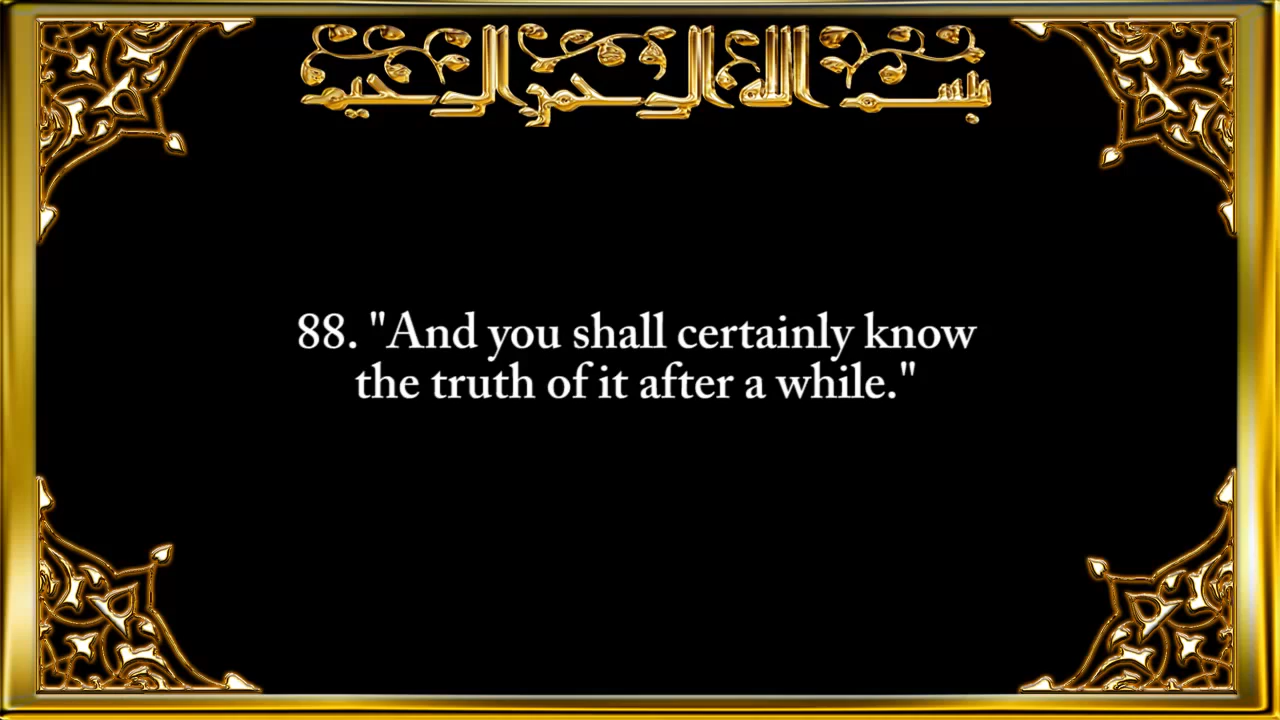 بسم الله الرحمن الرحيم
88. "And you shall certainly know
the truth of it after a while."